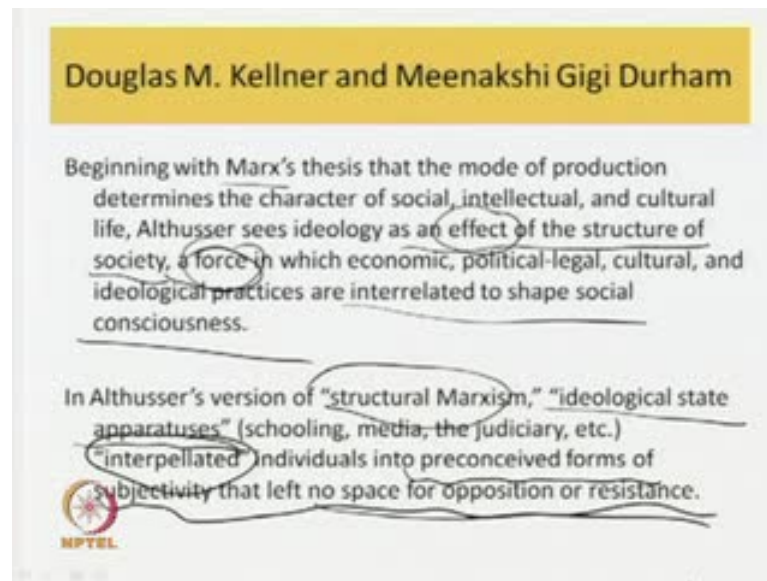 Douglas M. Kellner and Meenakshi Gigi Durham
Beginning with Marx's thesis that the mode of production
determines the character of social, intellectual, and cultural
life, Althusser sees ideology as an effect of the structure of
society, a force in which economic, political-legal, cultural, and
ideological practices are interrelated to shape social
consciousness.
In Althusser's version of “structural Marxism,” “ideological state
apparatuses” (schooling, media, the judiciary, etc.)
“interpellated” individuals into preconceived forms of
subjectivity that left no space for opposition or resistance.
NPTEL